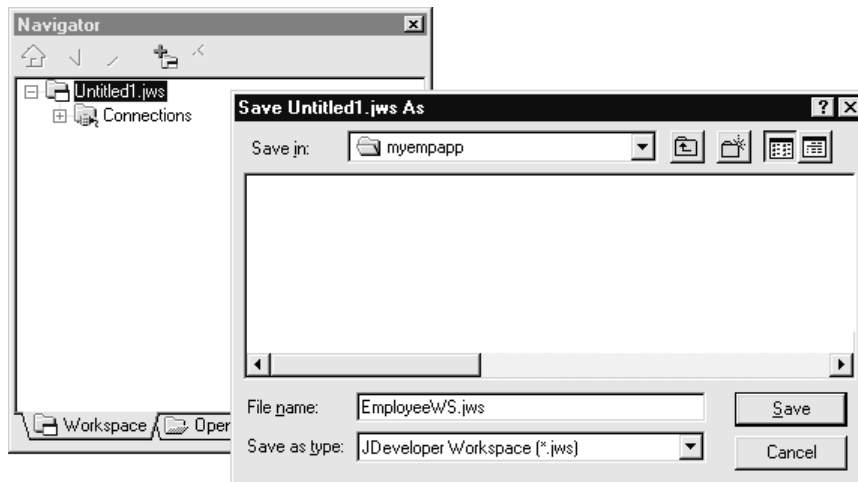 Navigator
Untitled1.jws
Connections
Workspace
Oper
Save Untitled1.jws As
Save in:
myempapp
File name:
EmployeeWS.jws
Save
Save as type:
JDeveloper Workspace (*.jws)
Cancel